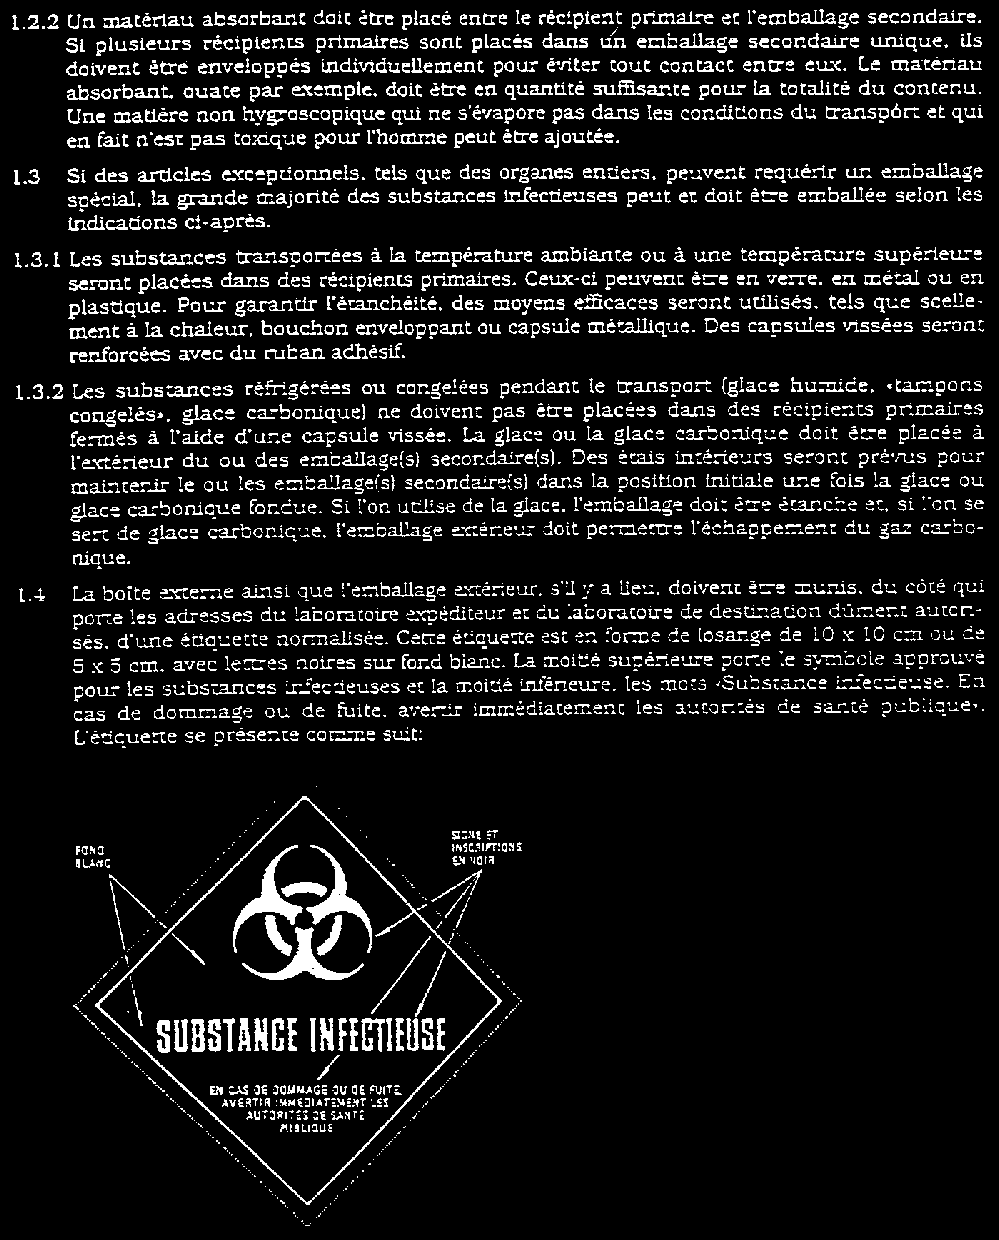 1.2.2 Un matériau absorbant doit être placé entre le récipient primaire et l'emballage secondaire.
Si plusieurs récipients primaires sont placés dans un emballage secondaire unique, ils
doivent être enveloppés individuellement pour éviter tout contact entre eux. Le matériau
absorbant, ouate par exemple, doit être en quantité suffisante pour la totalité du contenu.
Une matière non hygroscopique qui ne s'évapore pas dans les conditions du transport et qui
en fait n'est pas toxique pour l'homme peut être ajoutée.
1.3 Si des articles exceptionnels, tels que des organes entiers, peuvent requérir un emballage
spécial, la grande majorité des substances infectieuses peut et doit être emballée selon les
indications ci-après.
1.3.1 Les substances transportées à la température ambiante ou à une température supérieure
seront placées dans des récipients primaires. Ceux-ci peuvent être en verre, en métal ou en
plastique. Pour garantir l'étanchéité, des moyens efficaces seront utilisés, tels que scelle-
ment à la chaleur, bouchon enveloppant ou capsule métallique. Des capsules vissées seront
renforcées avec du ruban adhésif.
1.3.2 Les substances réfrigérées ou congelées pendant le transport (glace humide, «tampons
congelés», glace carbonique) ne doivent pas être placées dans des récipients primaires
fermés à l'aide d'une capsule vissée. La glace ou la glace carbonique doit être placée à
l'extérieur du ou des emballage(s) secondaire(s). Des étais intérieurs seront prévus pour
maintenir le ou les emballage(s) secondaire(s) dans la position initiale une fois la glace ou
glace carbonique fondue. Si l'on utilise de la glace, l'emballage doit être étanche et, si l'on se
sert de glace carbonique, l'emballage extérieur doit permettre l'échappement du gaz carbo-
nique.
1.4 La boîte externe ainsi que l'emballage extérieur, s'il y a lieu, doivent être munis, du côté qui
porte les adresses du laboratoire expéditeur et du laboratoire de destination dûment autori-
sés, d'une étiquette normalisée. Cette étiquette est en forme de losange de 10 x 10 cm ou de
5 x 5 cm, avec lettres noires sur fond blanc. La moitié supérieure porte le symbole approuvé
pour les substances infectieuses et la moitié inférieure, les mots «Substance infectieuse. En
cas de dommage ou de fuite, avertir immédiatement les autorités de santé publique».
L'étiquette se présente comme suit:
FOND
BLANC
SIGNE ET
INSCRIPTIONS
EN NOIR
SUBSTANCE INFECTIEUSE
EN CAS DE DOMMAGE OU DE FUITE
AVERTIR IMMEDIATEMENT LES
AUTORITES DE SANTE
PUBLIQUE